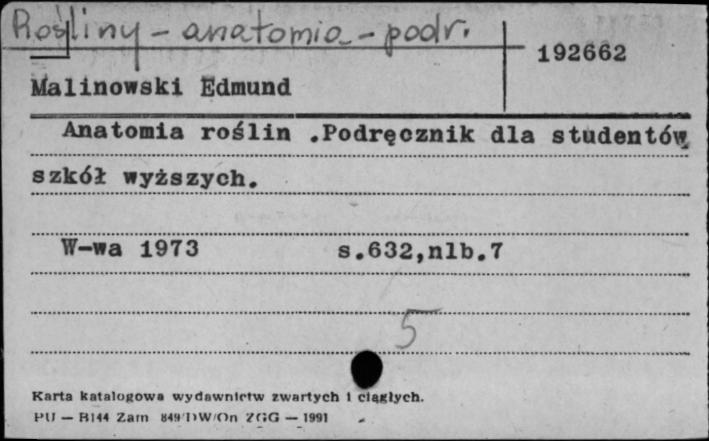 Rośliny - anatomia - podr.
192662
Malinowski Edmund
Anatomia roślin .Podręcznik dla studentów
szkół wyższych.
W-wa 1973 s.632,nlb.7
5
Karta katalogowa wydawnictw zwartych i ciągłych.
PU — B144 Zam 849/DW/On ZGG — 1991